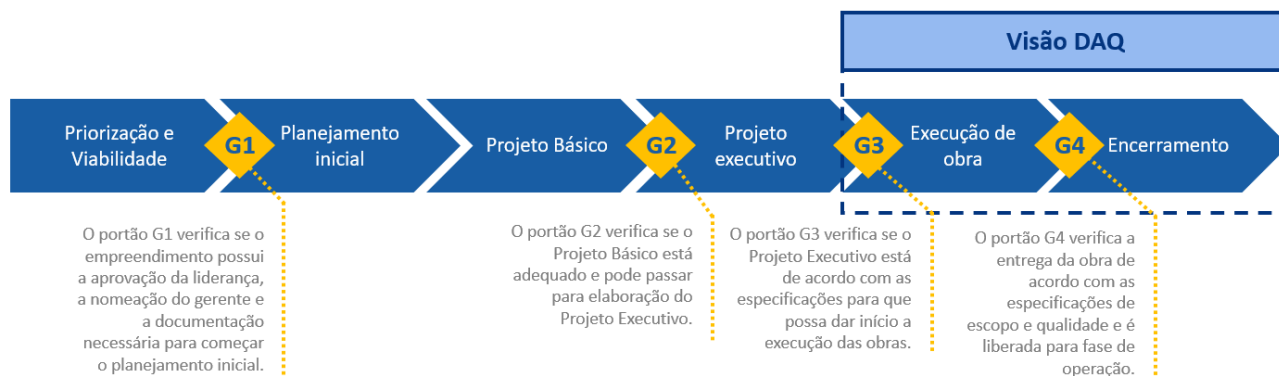 Visão DAQ
Priorização e
Viabilidade
G1
Planejamento
inicial
Projeto Básico
G2
Projeto
executivo
G3
Execução de
obra
G4
Encerramento
O portão G1 verifica se o
empreendimento possui
a aprovação da liderança,
a nomeação do gerente e
a documentação
necessária para começar
o planejamento inicial.
O portão G2 verifica se o
Projeto Básico está
adequado e pode passar
para elaboração do
Projeto Executivo.
O portão G3 verifica se o
Projeto Executivo está
de acordo com as
especificações para que
possa dar início a
execução das obras.
O portão G4 verifica a
entrega da obra de
acordo com as
especificações de
escopo e qualidade e é
liberada para fase de
operação.